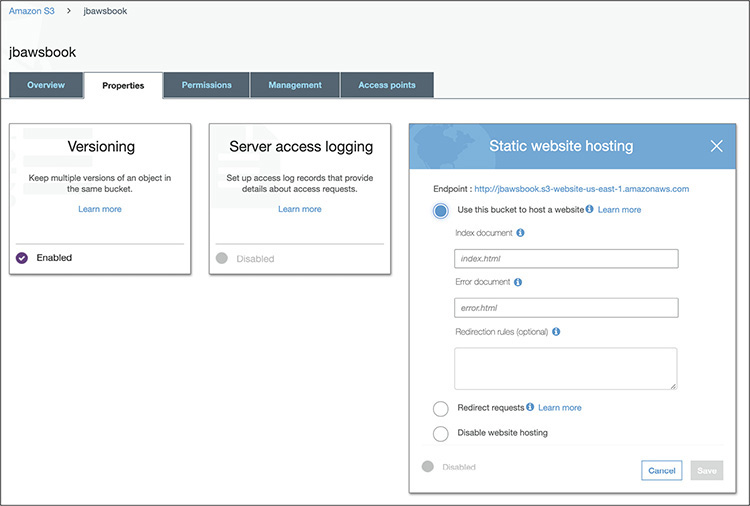 Amazon S3 > jbawsbook
jbawsbook
Overview Properties Permissions Management Access points
Versioning
Keep multiple versions of an object in
the same bucket.
Learn more
Enabled
Server access logging
Set up access log records that provide
details about access requests.
Learn more
Disabled
Static website hosting
Endpoint : http://jbawsbook.s3-website-us-east-1.amazonaws.com
Use this bucket to host a website Learn more
Index document
index.html
Error document
error.html
Redirection rules (optional)
Redirect requests Learn more
Disable website hosting
Disabled Cancel Save